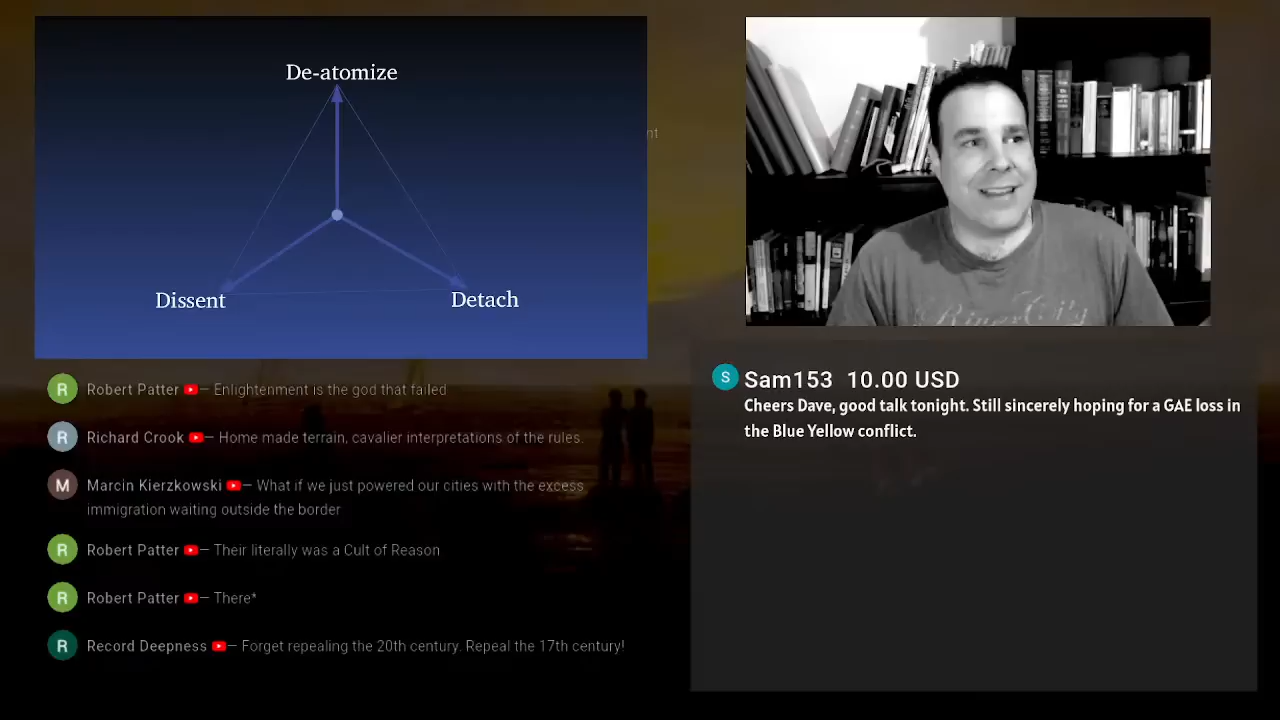 De-atomize
Dissent
Detach
nt
River City
R Robert Patter — Enlightenment is the god that failed
R Richard Crook — Home made terrain, cavalier interpretations of the rules.
M Marcin Kierzkowski — What if we just powered our cities with the excess
immigration waiting outside the border
R Robert Patter — Their literally was a Cult of Reason
R Robert Patter — There*
R Record Deepness — Forget repealing the 20th century. Repeal the 17th century!
S Sam153 10.00 USD
Cheers Dave, good talk tonight. Still sincerely hoping for a GAE loss in
the Blue Yellow conflict.